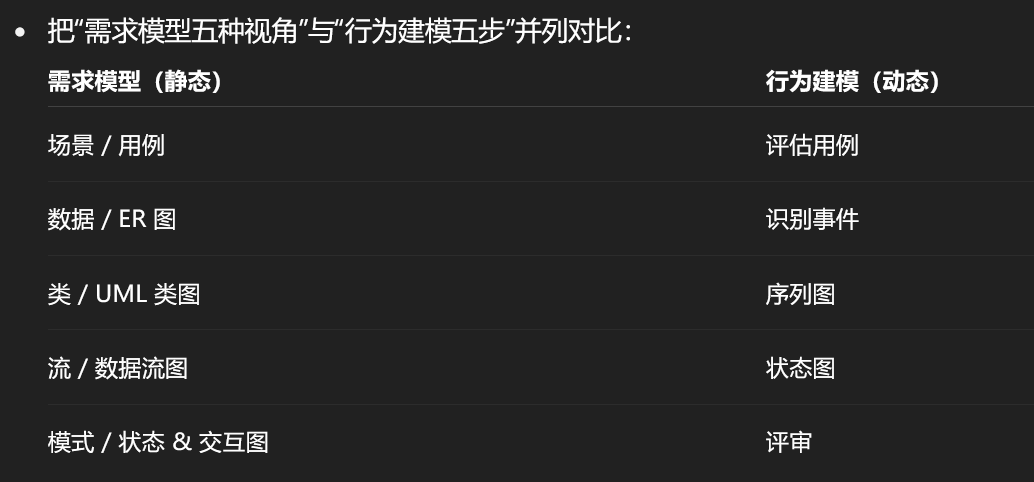 把“需求模型五种视角”与“行为建模五步”并列对比：
需求模型（静态） 行为建模（动态）
场景 / 用例 评估用例
数据 / ER 图 识别事件
类 / UML 类图 序列图
流 / 数据流图 状态图
模式 / 状态 & 交互图 评审